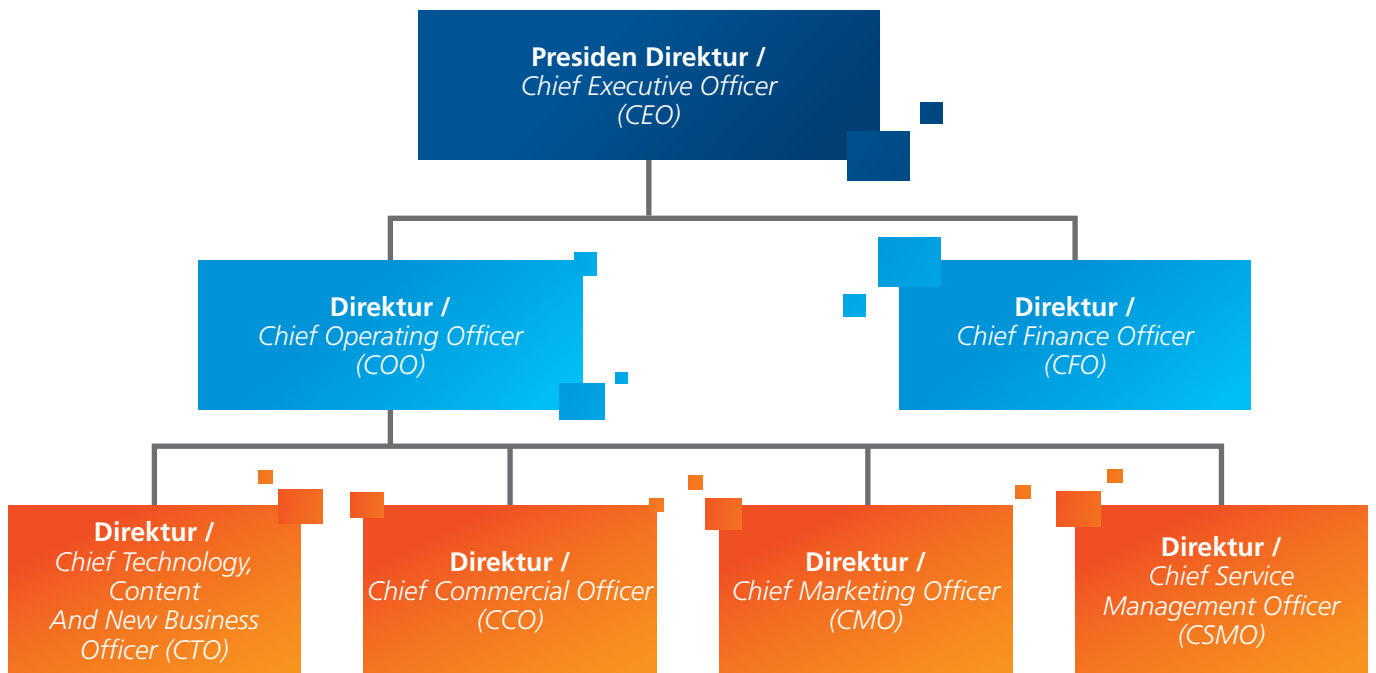 Presiden Direktur /
Chief Executive Officer
(CEO)
Direktur /
Chief Operating Officer
(COO)
Direktur /
Chief Finance Officer
(CFO)
Direktur /
Chief Technology,
Content
And New Business
Officer (CTO)
Direktur /
Chief Commercial Officer
(CCO)
Direktur /
Chief Marketing Officer
(CMO)
Direktur /
Chief Service
Management Officer
(CSMO)